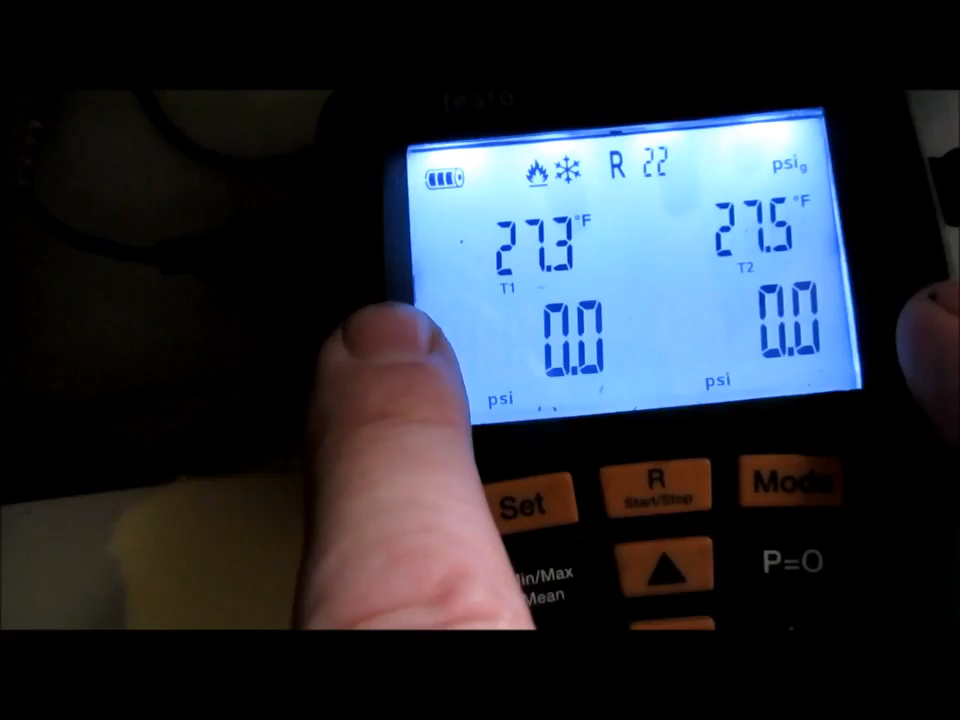 testo
R 22 psig
27.3 °F 27.5 °F
T1 T2
0.0 0.0
psi psi
Set R Mode
Start/Stop
Min/Max P=O
Mean